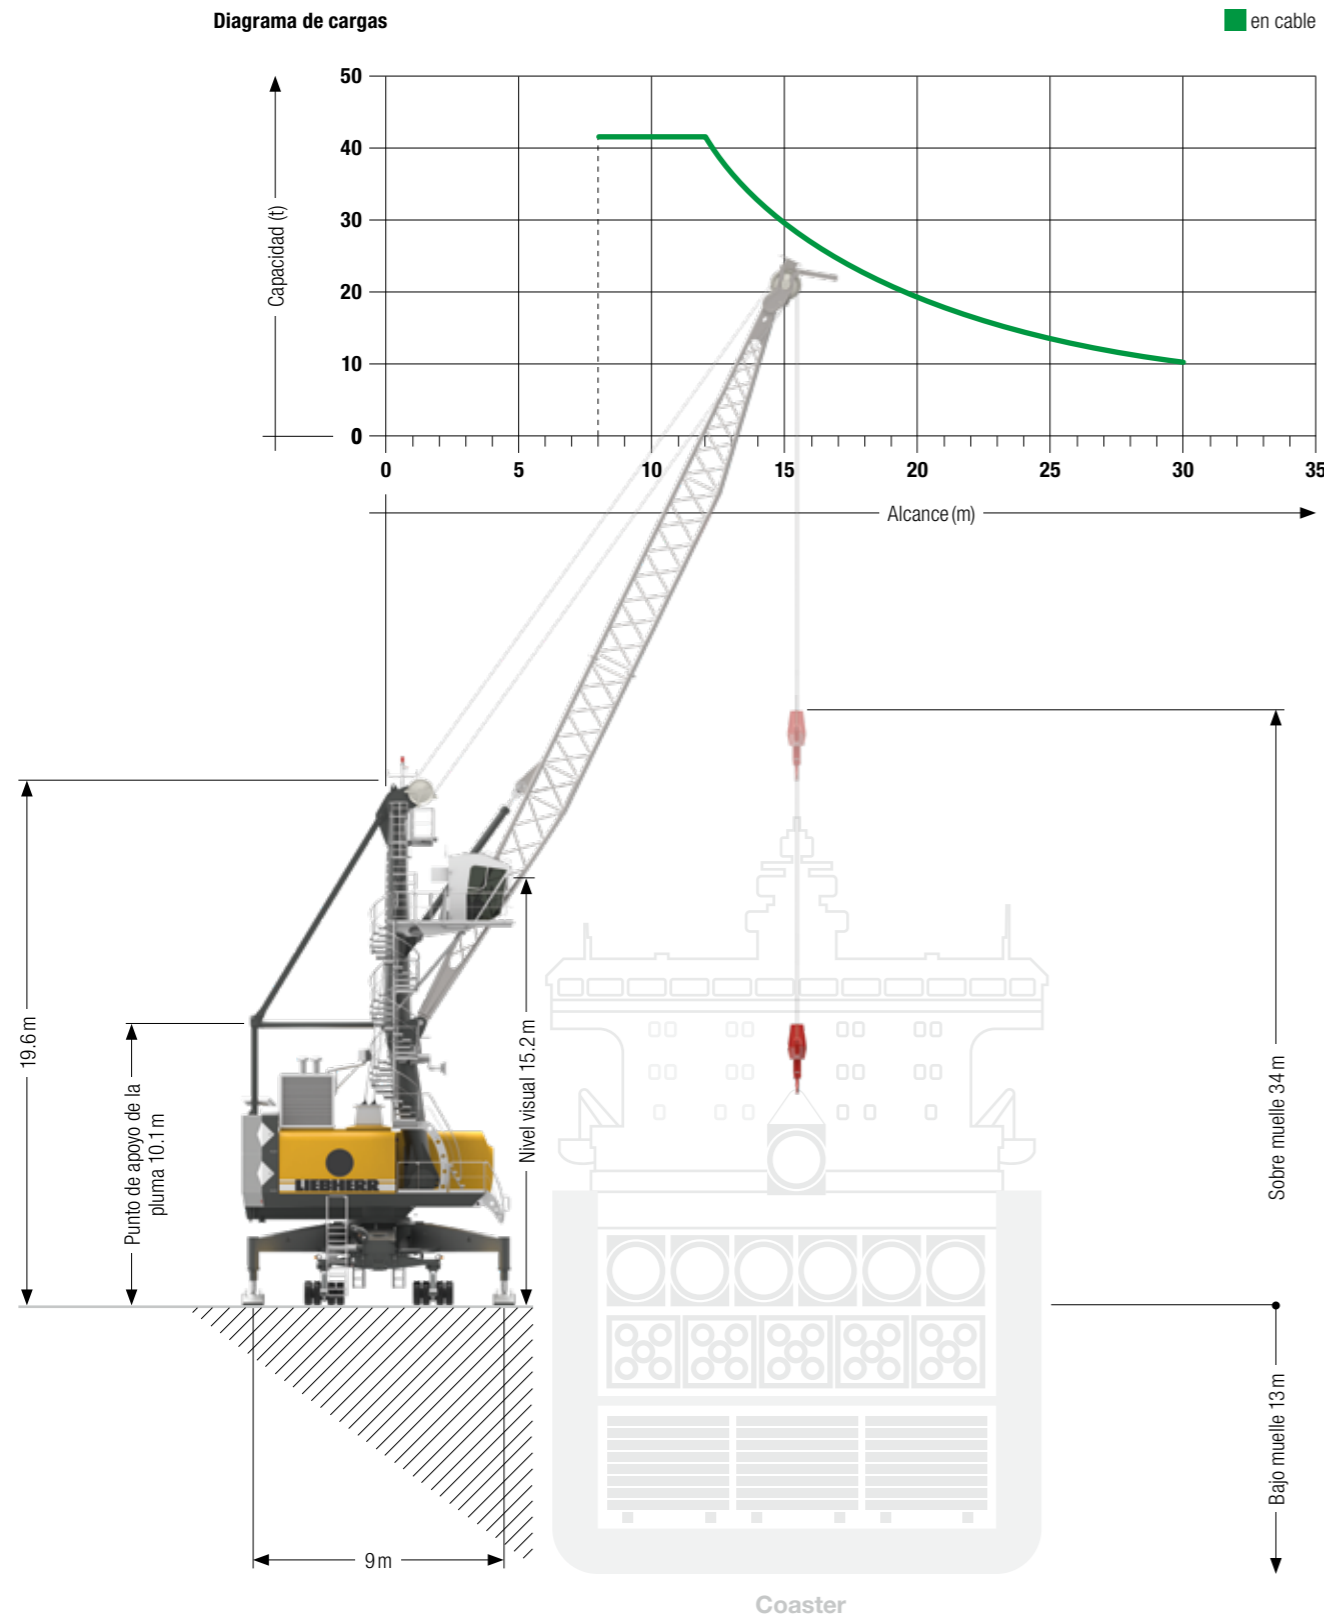 Diagrama de cargas
en cable
50
40
30
20
10
0
Capacidad (t)
0 5 10 15 20 25 30 35
Alcance (m)
19.6 m
Punto de apoyo de la
pluma 10.1 m
Nivel visual 15.2 m
Sobre muelle 34 m
LIEBHERR
Bajo muelle 13 m
9 m
Coaster